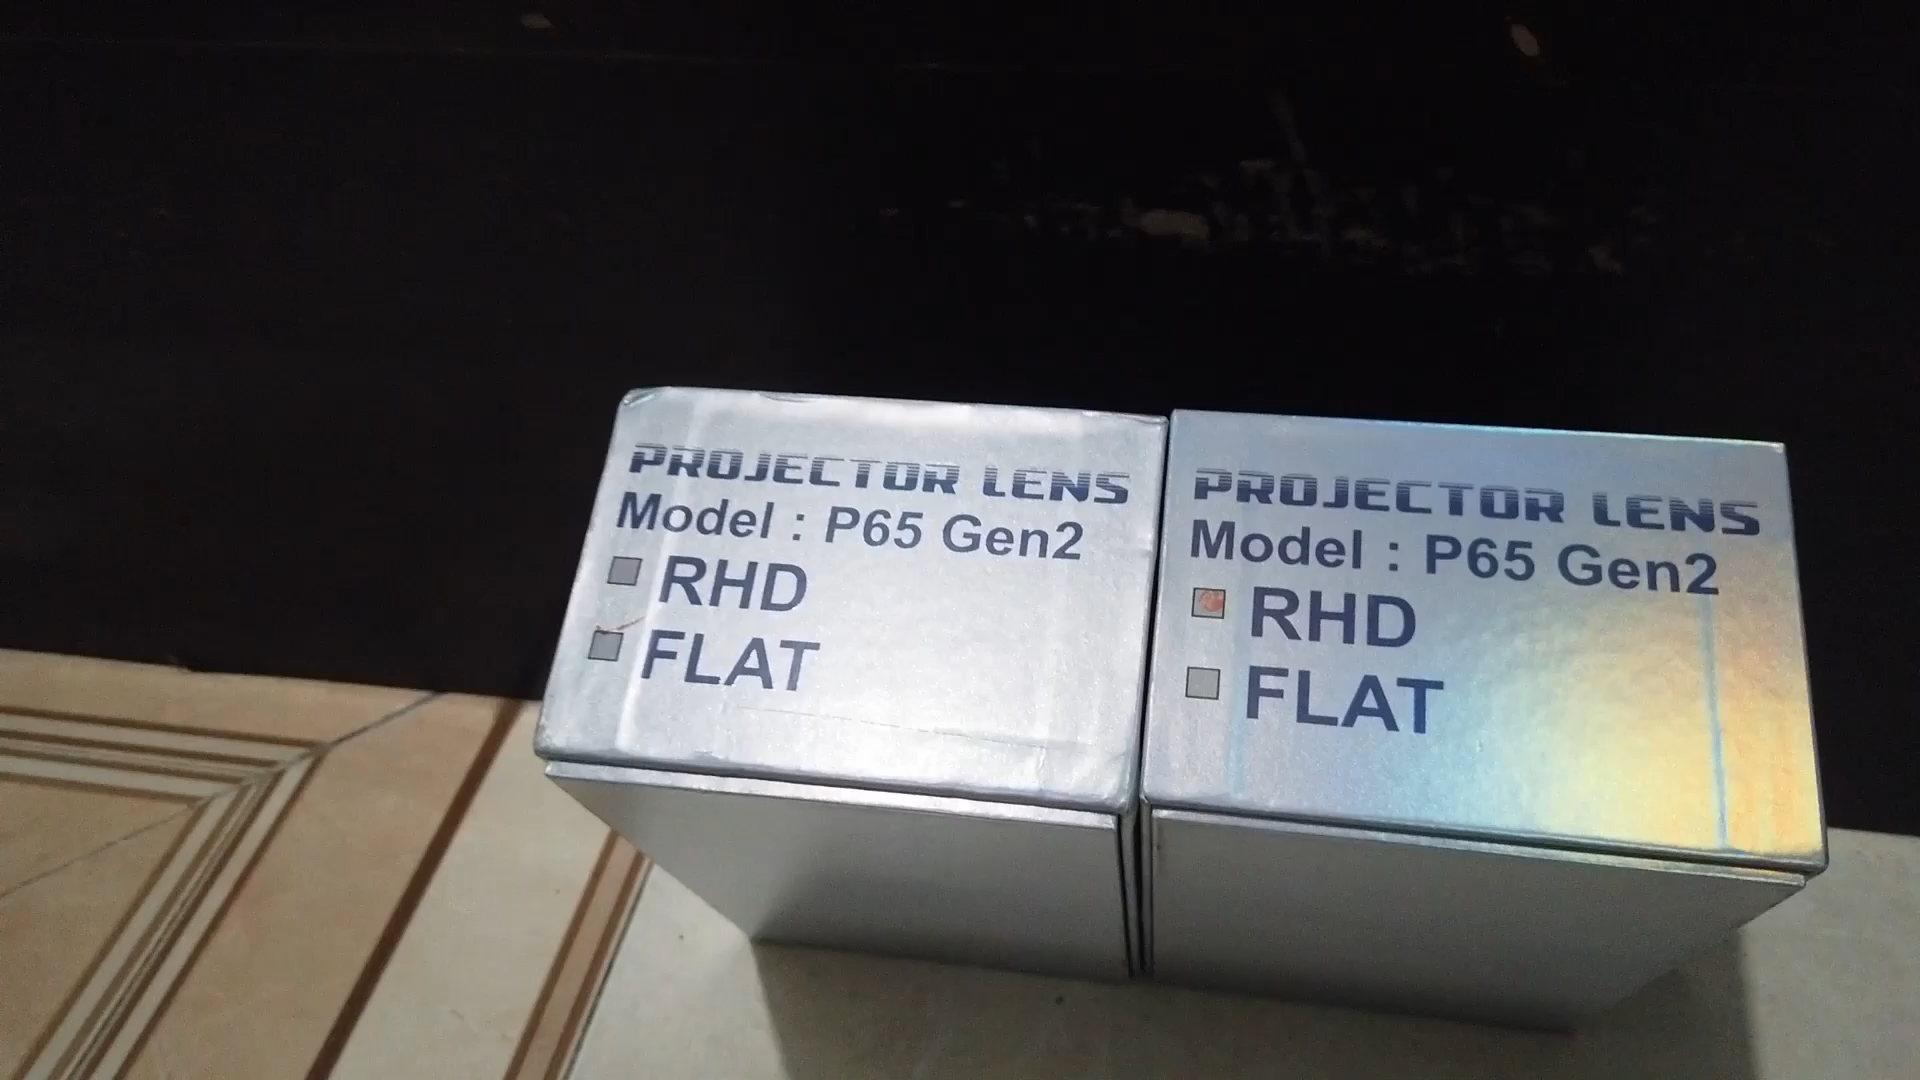 PROJECTOR LENS
Model : P65 Gen2
RHD
FLAT
PROJECTOR LENS
Model : P65 Gen2
RHD
FLAT